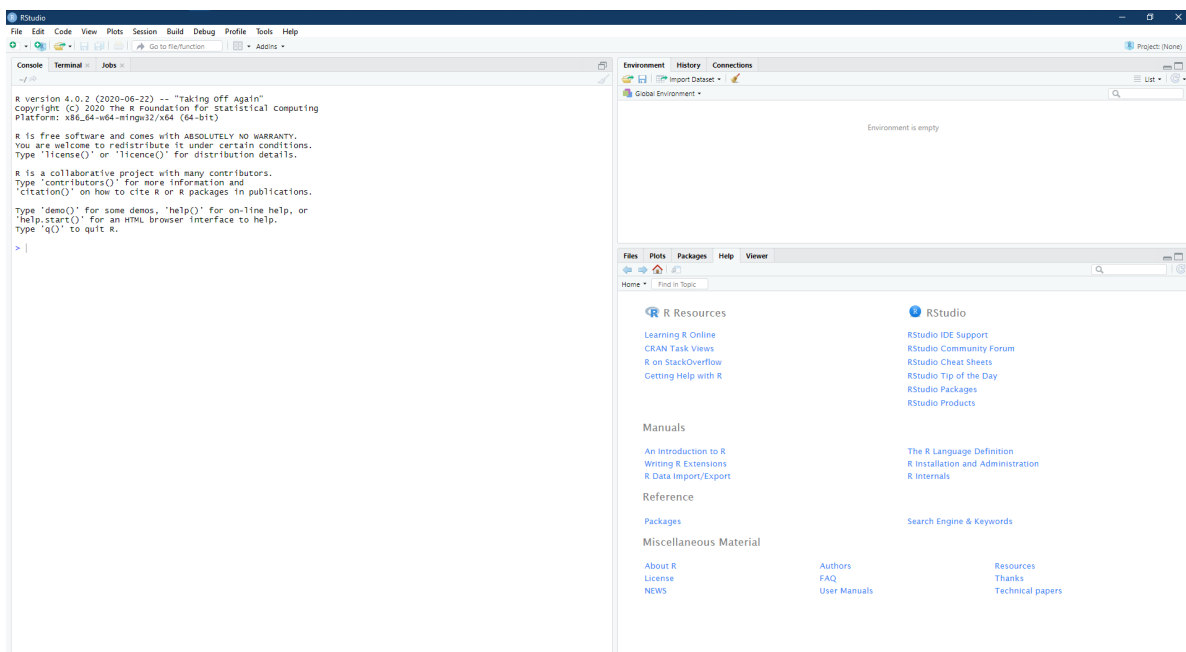 RStudio
File Edit Code View Plots Session Build Debug Profile Tools Help
Go to file/function Addins Project: (None)
Console Terminal Jobs
~/
R version 4.0.2 (2020-06-22) -- "Taking Off Again"
Copyright (C) 2020 The R Foundation for Statistical Computing
Platform: x86_64-w64-mingw32/x64 (64-bit)
R is free software and comes with ABSOLUTELY NO WARRANTY.
You are welcome to redistribute it under certain conditions.
Type 'license()' or 'licence()' for distribution details.
R is a collaborative project with many contributors.
Type 'contributors()' for more information and
'citation()' on how to cite R or R packages in publications.
Type 'demo()' for some demos, 'help()' for on-line help, or
'help.start()' for an HTML browser interface to help.
Type 'q()' to quit R.
>
Environment History Connections
Import Dataset List
Global Environment
Environment is empty
Files Plots Packages Help Viewer
Home Find in Topic
R Resources
Learning R Online
CRAN Task Views
R on StackOverflow
Getting Help with R
RStudio
RStudio IDE Support
RStudio Community Forum
RStudio Cheat Sheets
RStudio Tip of the Day
RStudio Packages
RStudio Products
Manuals
An Introduction to R
Writing R Extensions
R Data Import/Export
The R Language Definition
R Installation and Administration
R Internals
Reference
Packages
Search Engine & Keywords
Miscellaneous Material
About R
License
NEWS
Authors
FAQ
User Manuals
Resources
Thanks
Technical papers